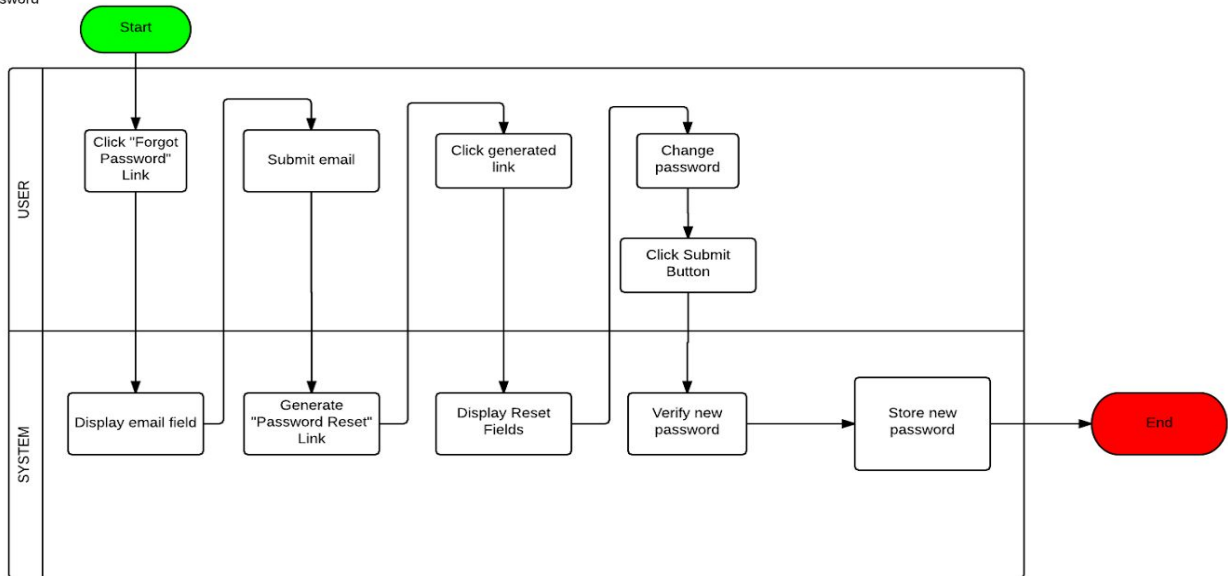 Start
USER
Click "Forgot
Password"
Link
Submit email
Click generated
link
Change
password
Click Submit
Button
SYSTEM
Display email field
Generate
"Password Reset"
Link
Display Reset
Fields
Verify new
password
Store new
password
End